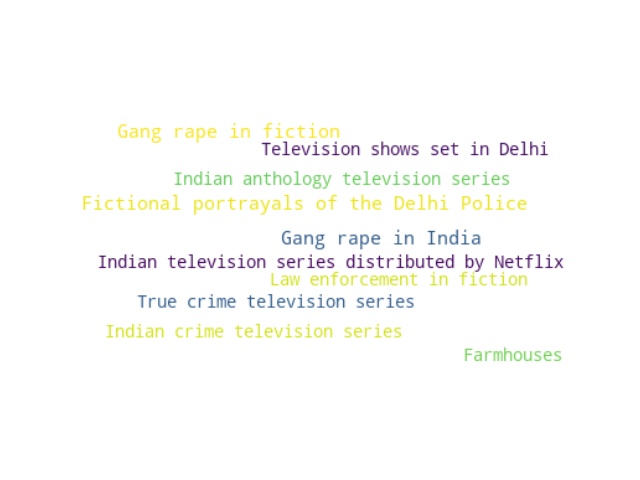 Gang rape in fiction
Television shows set in Delhi
Indian anthology television series
Fictional portrayals of the Delhi Police
Gang rape in India
Indian television series distributed by Netflix
Law enforcement in fiction
True crime television series
Indian crime television series
Farmhouses